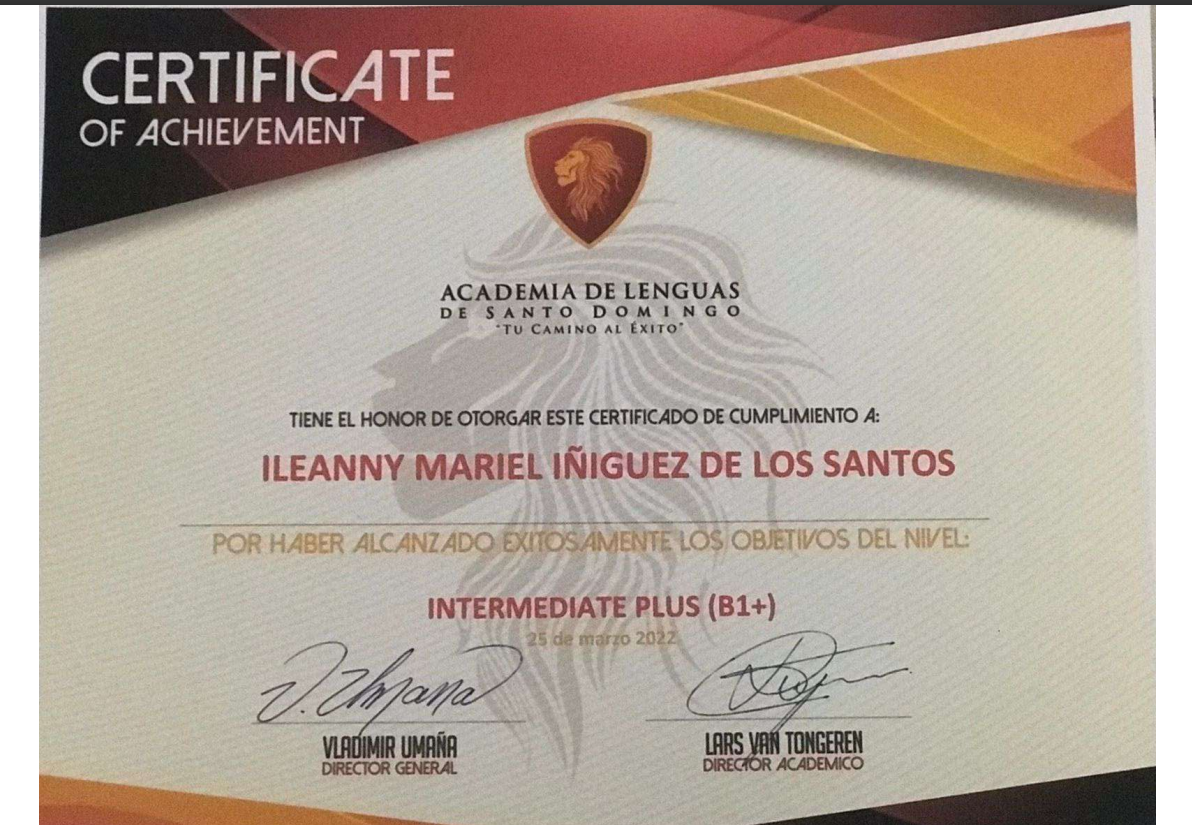 CERTIFICATE
OF ACHIEVEMENT
ACADEMIA DE LENGUAS
DE SANTO DOMINGO
"TU CAMINO AL ÉXITO"
TIENE EL HONOR DE OTORGAR ESTE CERTIFICADO DE CUMPLIMIENTO A:
ILEANNY MARIEL IÑIGUEZ DE LOS SANTOS
POR HABER ALCANZADO EXITOSAMENTE LOS OBJETIVOS DEL NIVEL:
INTERMEDIATE PLUS (B1+)
25 de marzo 2022
V. Umana
VLADIMIR UMAÑA
DIRECTOR GENERAL
LARS VAN TONGEREN
DIRECTOR ACADEMICO